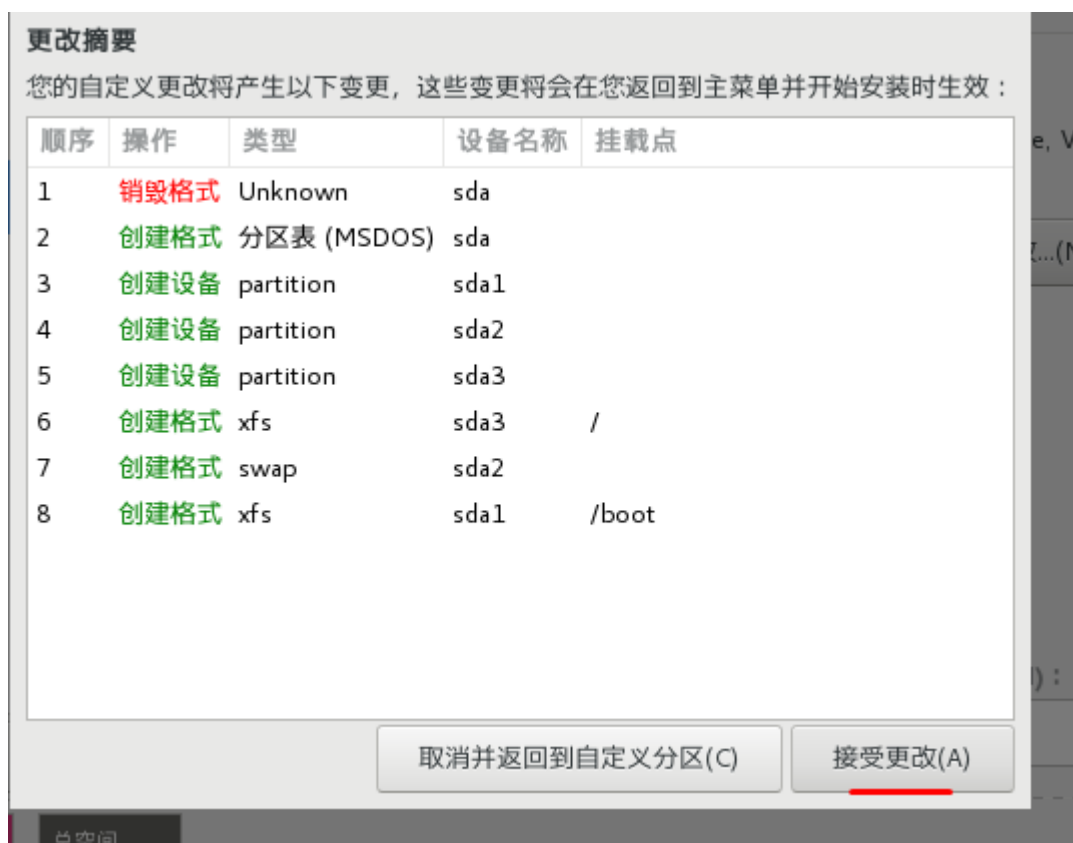 更改摘要
您的自定义更改将产生以下变更，这些变更将会在您返回到主菜单并开始安装时生效：
顺序 操作 类型 设备名称 挂载点
1 销毁格式 Unknown sda
2 创建格式 分区表 (MSDOS) sda
3 创建设备 partition sda1
4 创建设备 partition sda2
5 创建设备 partition sda3
6 创建格式 xfs sda3 /
7 创建格式 swap sda2
8 创建格式 xfs sda1 /boot
取消并返回到自定义分区(C) 接受更改(A)
总空间